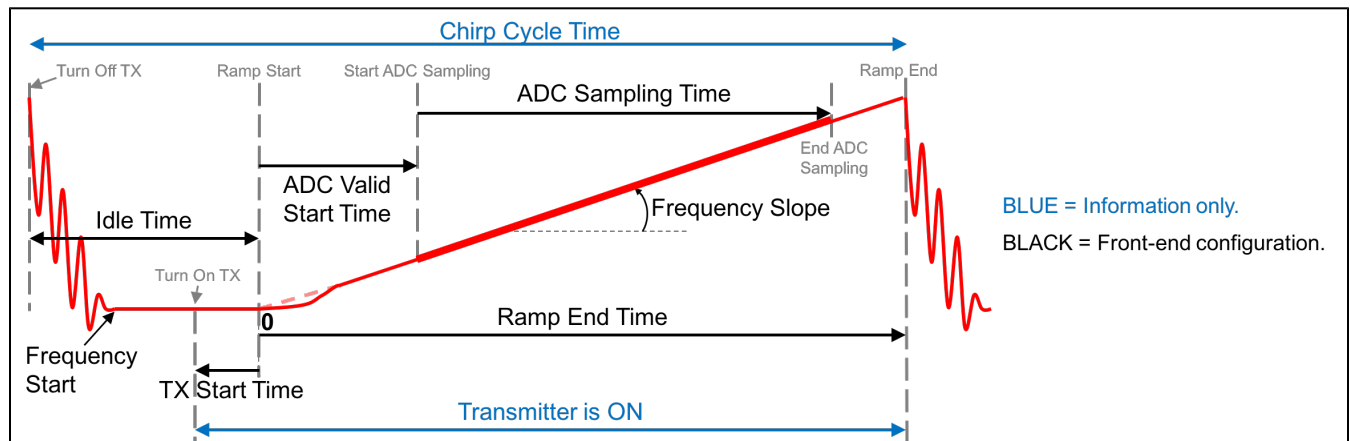 Chirp Cycle Time
Turn Off TX
Ramp Start
Start ADC Sampling
Ramp End
ADC Sampling Time
End ADC
Sampling
ADC Valid
Start Time
Frequency Slope
Idle Time
BLUE = Information only.
BLACK = Front-end configuration.
Turn On TX
0
Ramp End Time
Frequency
Start
TX Start Time
Transmitter is ON